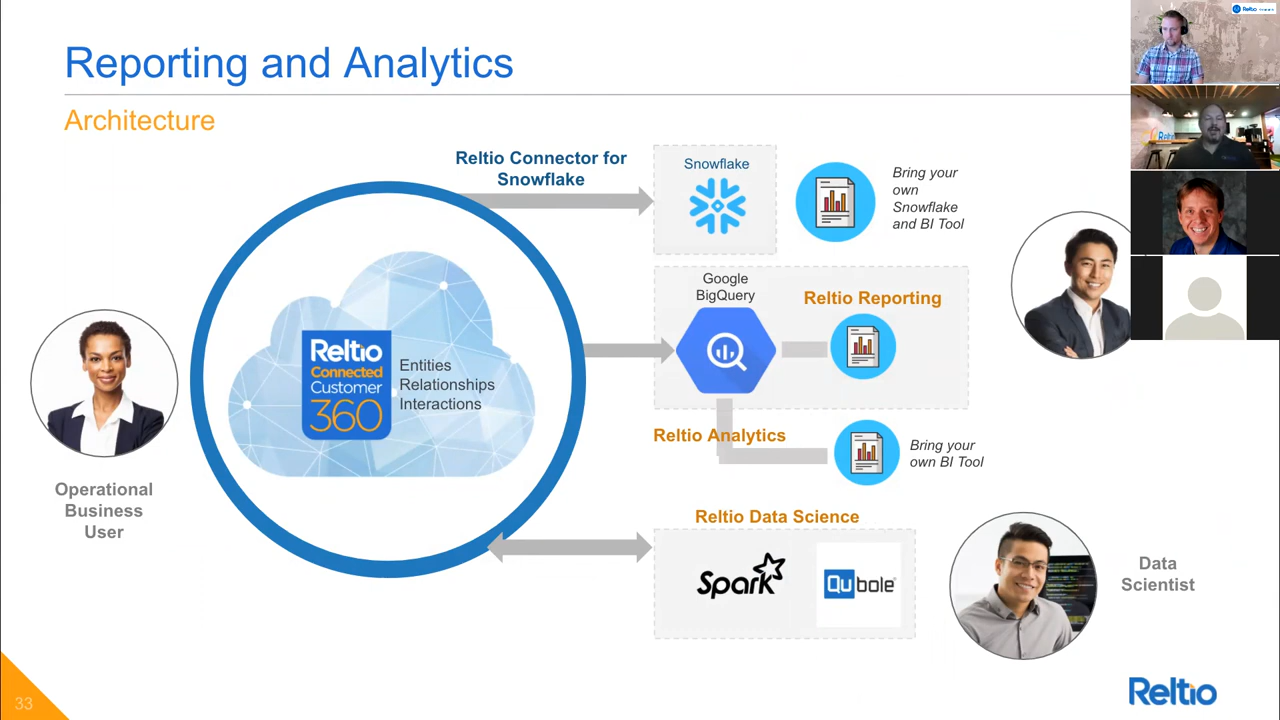 Reporting and Analytics
Architecture
Reltio Connector for
Snowflake
Snowflake
Bring your
own
Snowflake
and BI Tool
Google
BigQuery
Reltio Reporting
Reltio
Connected
Customer
360
Entities
Relationships
Interactions
Reltio Analytics
Bring your
own BI Tool
Operational
Business
User
Reltio Data Science
Spark
Qubole
Data
Scientist
33
Reltio
Reltio
Reltio